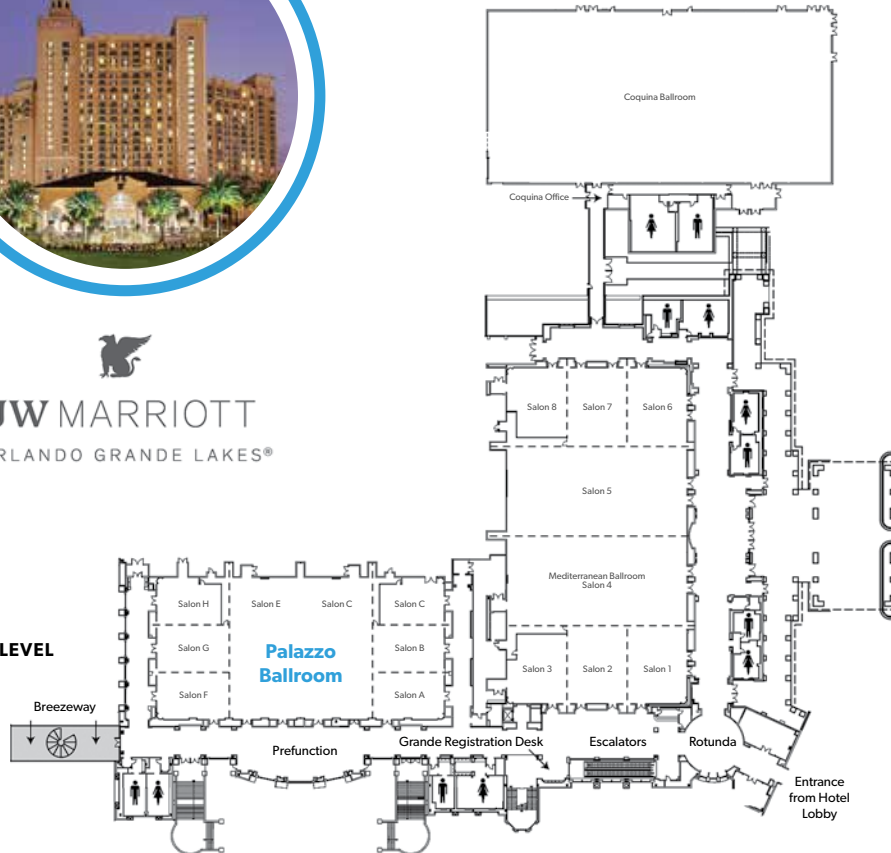 Coquina Ballroom
Coquina Office
JW MARRIOTT
ORLANDO GRANDE LAKES®
Salon 8
Salon 7
Salon 6
Salon 5
Mediterranean Ballroom
Salon 4
Salon 3
Salon 2
Salon 1
Salon H
Salon E
Salon C
Salon C
Salon G
Palazzo
Ballroom
Salon B
Salon F
Salon A
LEVEL
Breezeway
Prefunction
Grande Registration Desk
Escalators
Rotunda
Entrance
from Hotel
Lobby